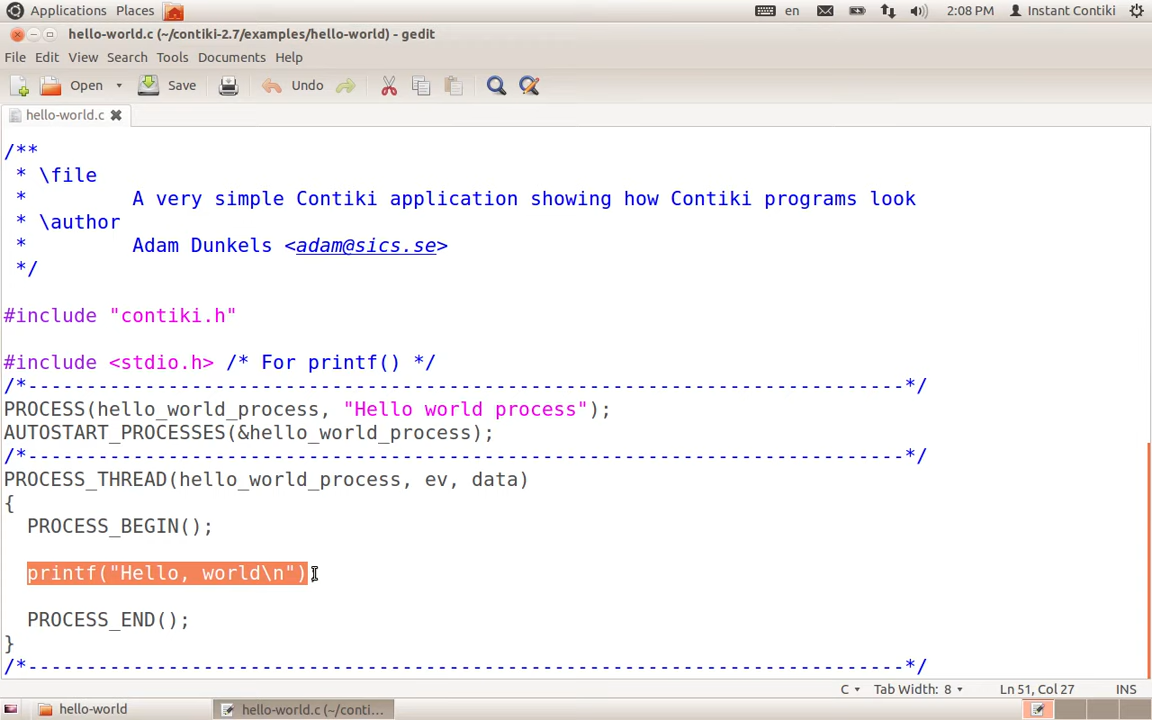 Applications Places en 2:08 PM Instant Contiki
hello-world.c (~/contiki-2.7/examples/hello-world) - gedit
File Edit View Search Tools Documents Help
Open Save Undo
hello-world.c
/**
* \file
* A very simple Contiki application showing how Contiki programs look
* \author
* Adam Dunkels <adam@sics.se>
*/
#include "contiki.h"
#include <stdio.h> /* For printf() */
/*---------------------------------------------------------------------------*/
PROCESS(hello_world_process, "Hello world process");
AUTOSTART_PROCESSES(&hello_world_process);
/*---------------------------------------------------------------------------*/
PROCESS_THREAD(hello_world_process, ev, data)
{
PROCESS_BEGIN();
printf("Hello, world\n");
PROCESS_END();
}
/*---------------------------------------------------------------------------*/
C Tab Width: 8 Ln 51, Col 27 INS
hello-world hello-world.c (~/conti...